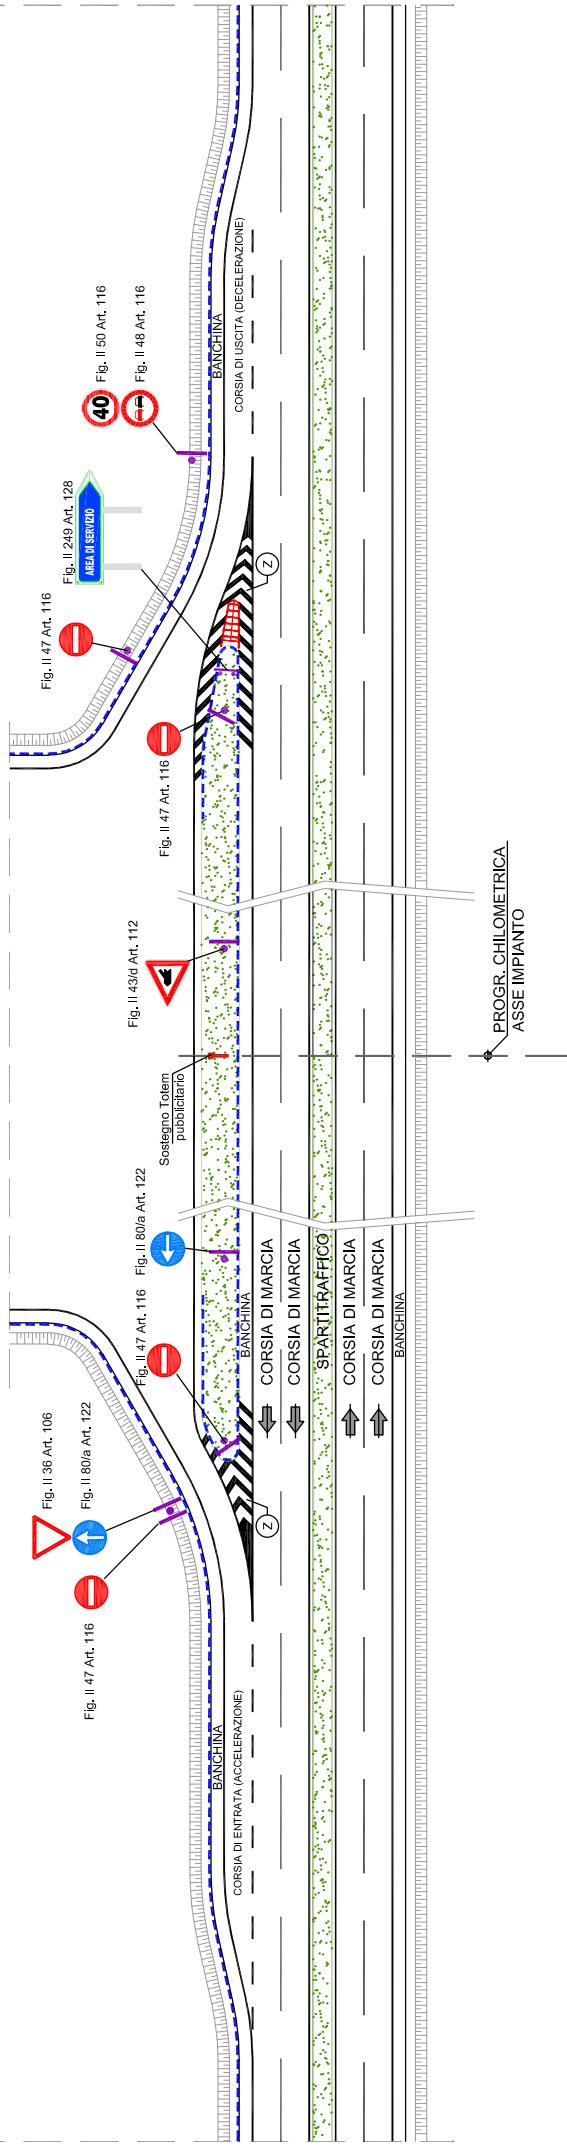 CORSIA DI USCITA (DECELERAZIONE)
BANCHINA
Fig. II 50 Art. 116
40
Fig. II 48 Art. 116
Fig. II 249 Art. 128
AREA DI SERVIZIO
Z
Fig. II 47 Art. 116
Fig. II 47 Art. 116
Fig. II 43/d Art. 112
PROGR. CHILOMETRICA
ASSE IMPIANTO
Sostegno Totem
pubblicitario
Fig. II 80/a Art. 122
Fig. II 47 Art. 116
BANCHINA
CORSIA DI MARCIA
CORSIA DI MARCIA
SPARTITRAFFICO
CORSIA DI MARCIA
CORSIA DI MARCIA
BANCHINA
Fig. II 36 Art. 106
Fig. II 80/a Art. 122
Z
Fig. II 47 Art. 116
BANCHINA
CORSIA DI ENTRATA (ACCELERAZIONE)